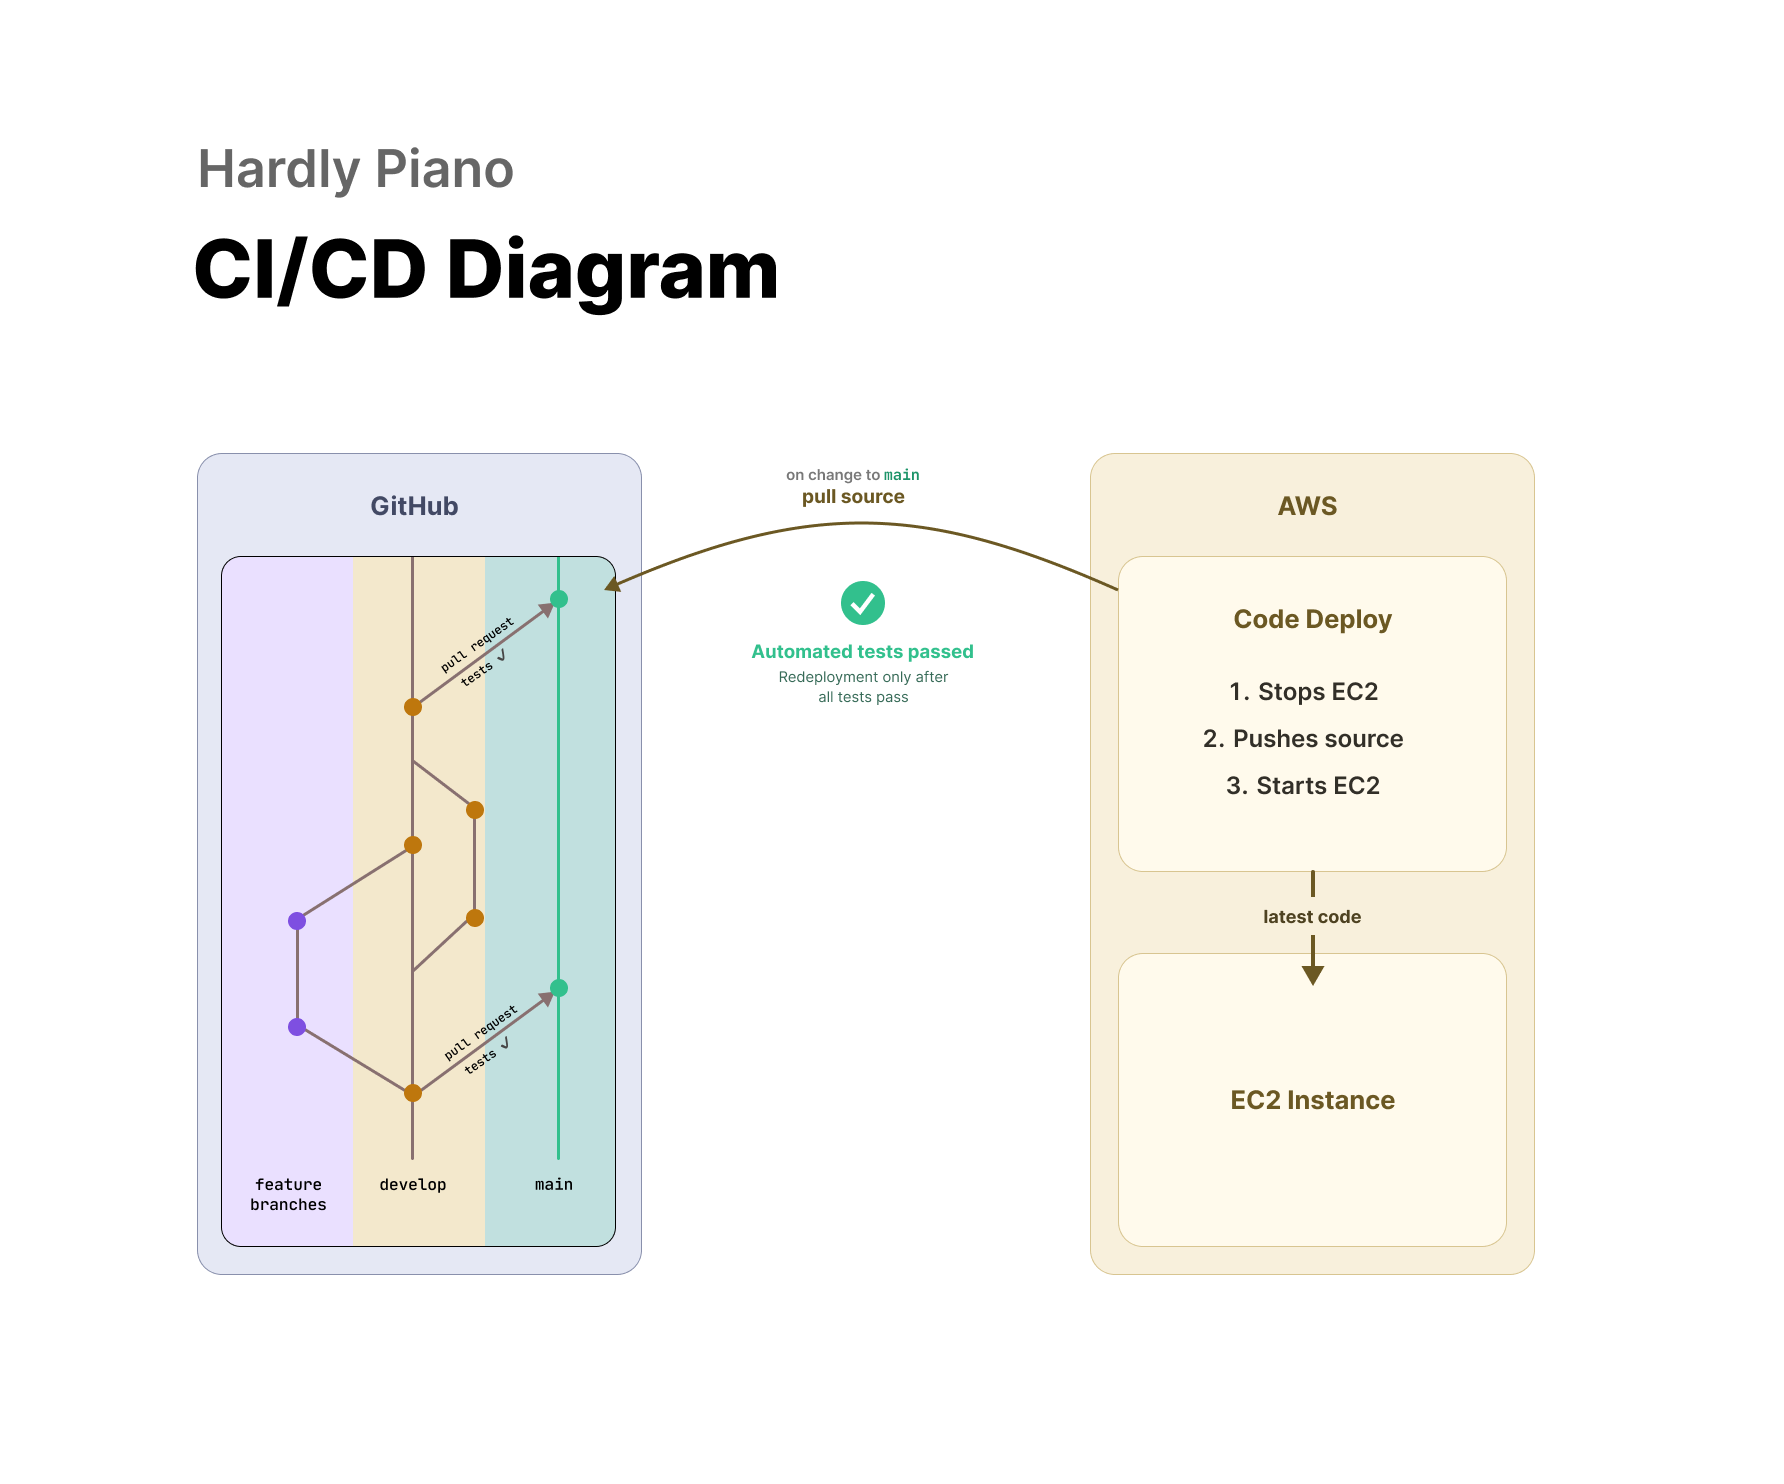 Hardly Piano
CI/CD Diagram
GitHub
pull request
tests ✓
pull request
tests ✓
feature
branches
develop
main
on change to main
pull source
Automated tests passed
Redeployment only after
all tests pass
AWS
Code Deploy
1. Stops EC2
2. Pushes source
3. Starts EC2
latest code
EC2 Instance